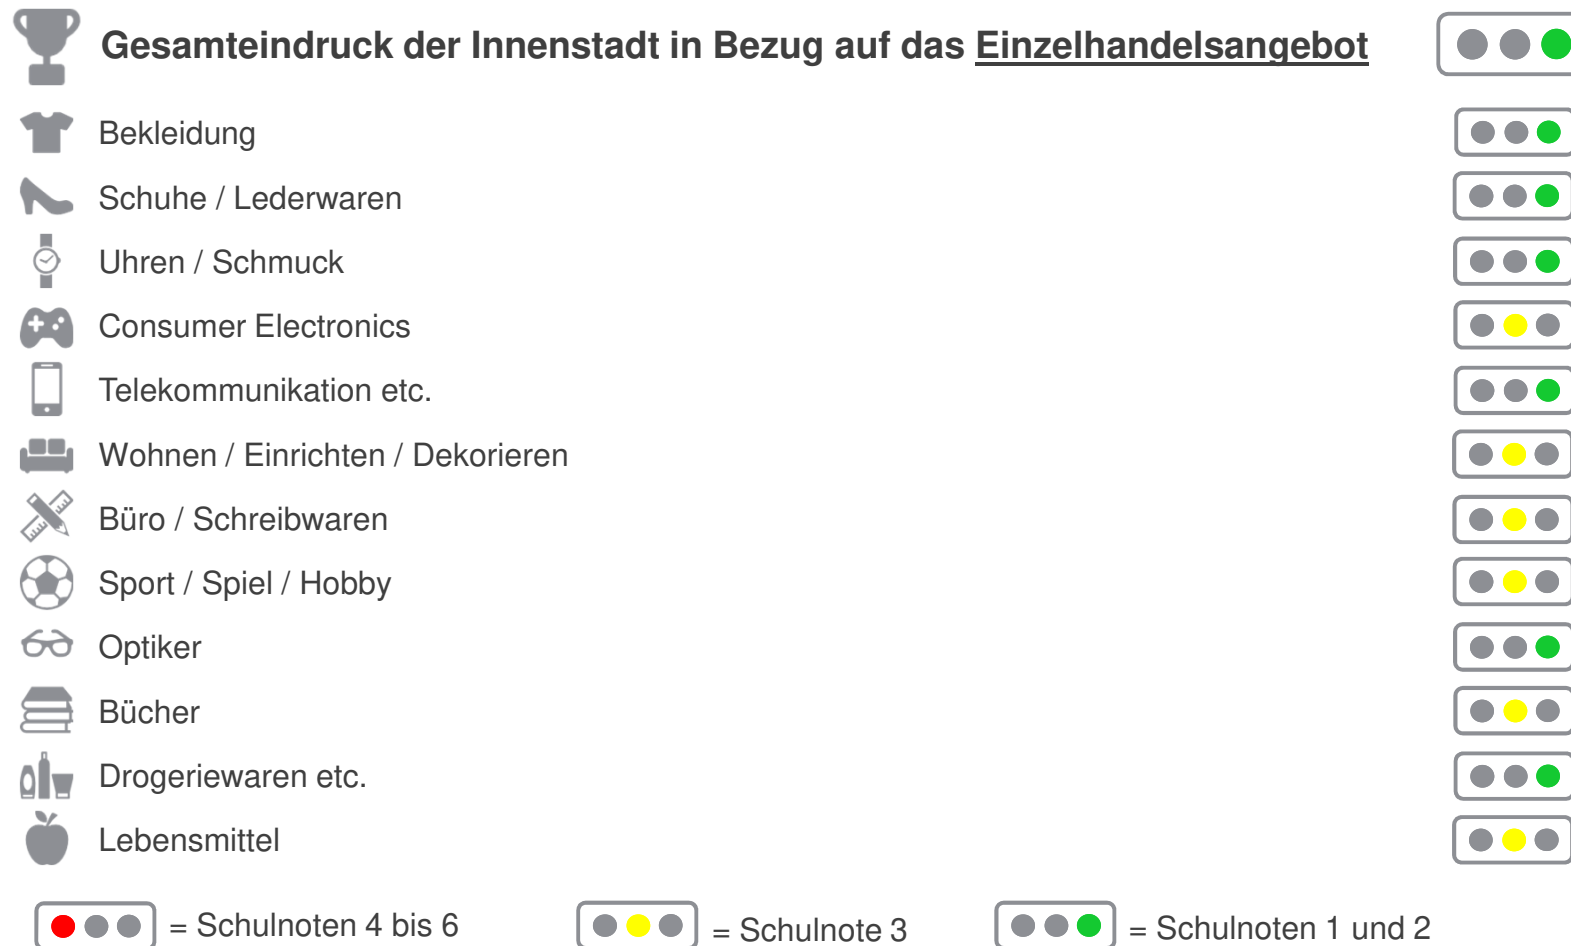 Gesamteindruck der Innenstadt in Bezug auf das Einzelhandelsangebot
Bekleidung
Schuhe / Lederwaren
Uhren / Schmuck
Consumer Electronics
Telekommunikation etc.
Wohnen / Einrichten / Dekorieren
Büro / Schreibwaren
Sport / Spiel / Hobby
Optiker
Bücher
Drogeriewaren etc.
Lebensmittel
= Schulnoten 4 bis 6 = Schulnote 3 = Schulnoten 1 und 2